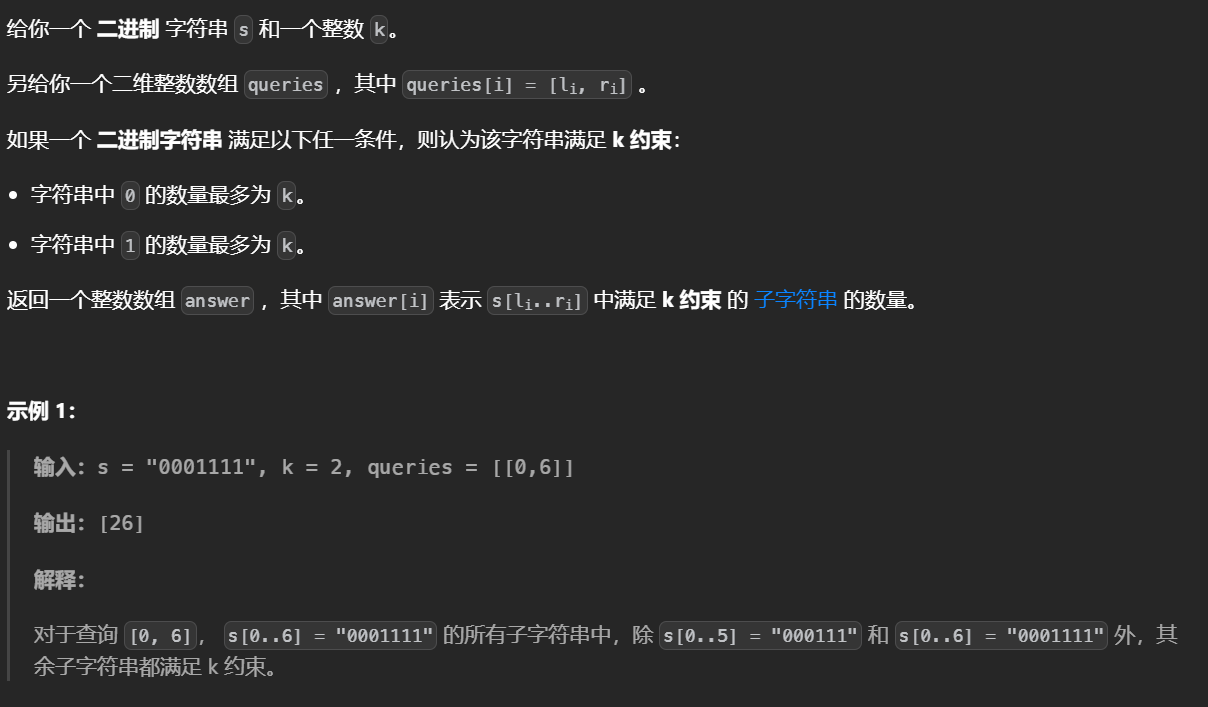 给你一个 二进制 字符串 s 和一个整数 k。
另给你一个二维整数数组 queries ，其中 queries[i] = [lᵢ, rᵢ] 。
如果一个 二进制字符串 满足以下任一条件，则认为该字符串满足 k 约束：
• 字符串中 0 的数量最多为 k。
• 字符串中 1 的数量最多为 k。
返回一个整数数组 answer ，其中 answer[i] 表示 s[lᵢ..rᵢ] 中满足 k 约束 的 子字符串 的数量。
示例 1：
输入：s = "0001111", k = 2, queries = [[0,6]]
输出：[26]
解释：
对于查询 [0, 6]， s[0..6] = "0001111" 的所有子字符串中，除 s[0..5] = "000111" 和 s[0..6] = "0001111" 外，其
余子字符串都满足 k 约束。